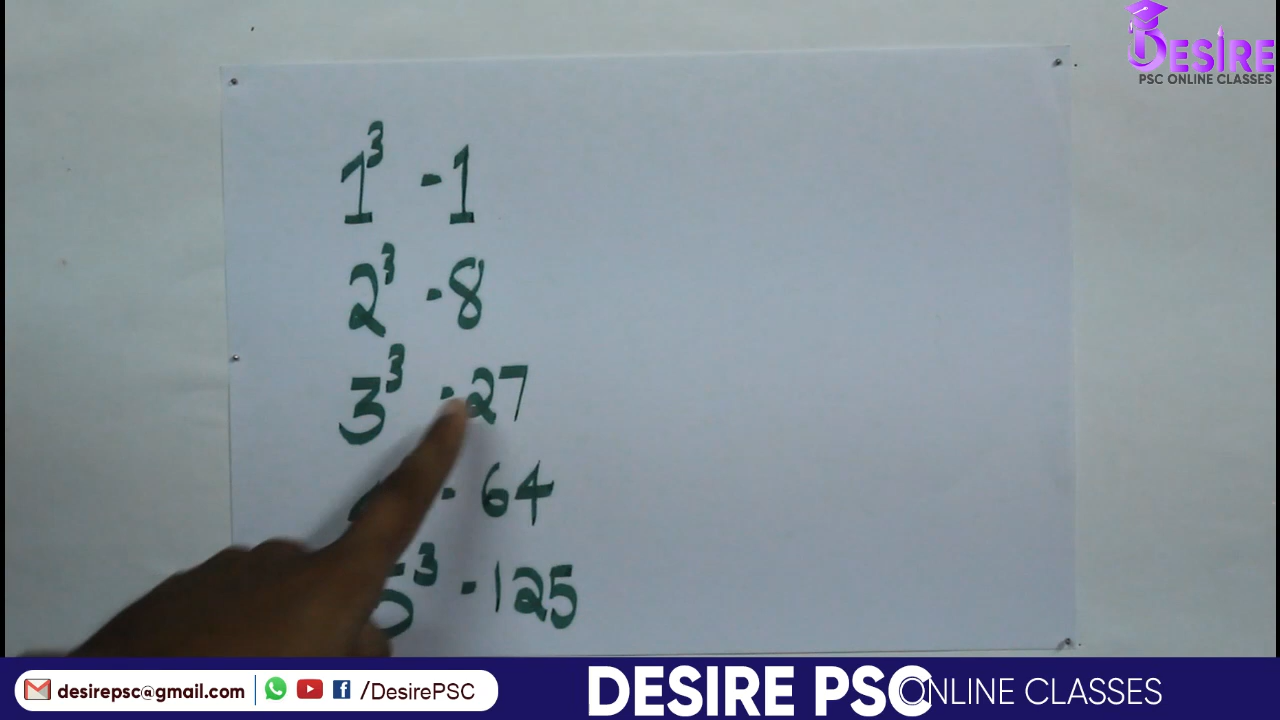 DESIRE
PSC ONLINE CLASSES
1³ - 1
2³ - 8
3³ - 27
- 64
5³ - 125
desirepsc@gmail.com
/DesirePSC
DESIRE PSC ONLINE CLASSES